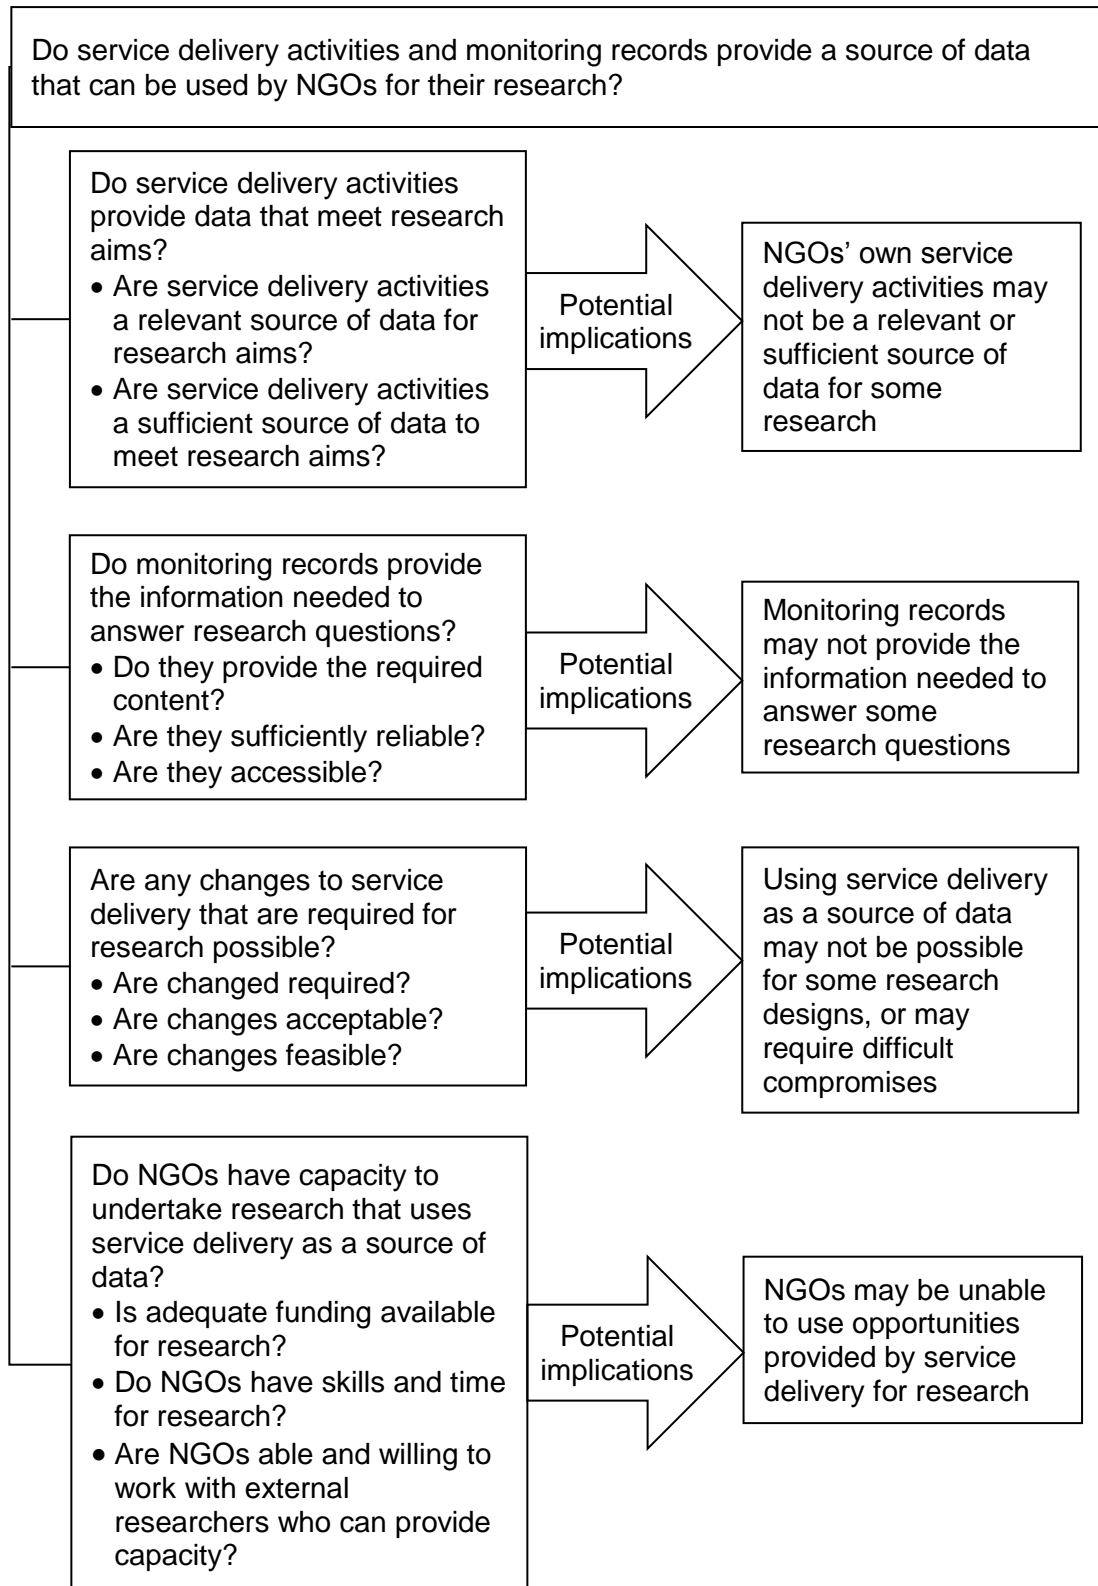 Do service delivery activities and monitoring records provide a source of data
that can be used by NGOs for their research?
Do service delivery activities
provide data that meet research
aims?
• Are service delivery activities
a relevant source of data for
research aims?
• Are service delivery activities
a sufficient source of data to
meet research aims?
Potential
implications
NGOs’ own service
delivery activities may
not be a relevant or
sufficient source of
data for some
research
Do monitoring records provide
the information needed to
answer research questions?
• Do they provide the required
content?
• Are they sufficiently reliable?
• Are they accessible?
Potential
implications
Monitoring records
may not provide the
information needed to
answer some
research questions
Are any changes to service
delivery that are required for
research possible?
• Are changed required?
• Are changes acceptable?
• Are changes feasible?
Potential
implications
Using service delivery
as a source of data
may not be possible
for some research
designs, or may
require difficult
compromises
Do NGOs have capacity to
undertake research that uses
service delivery as a source of
data?
• Is adequate funding available
for research?
• Do NGOs have skills and time
for research?
• Are NGOs able and willing to
work with external
researchers who can provide
capacity?
Potential
implications
NGOs may be unable
to use opportunities
provided by service
delivery for research